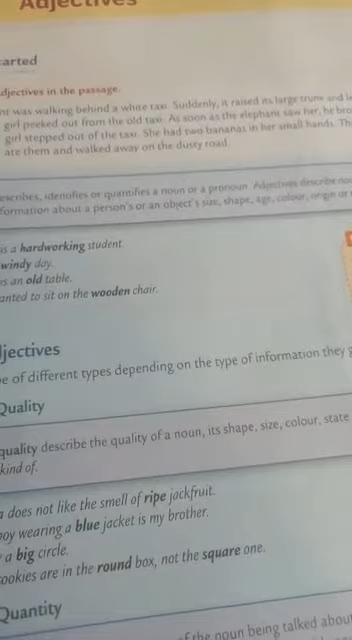 Adjectives
arted
djectives in the passage.
nt was walking behind a white taxi. Suddenly, it raised its large trunk and
girl peeked out from the old taxi. As soon as the elephant saw her, he bro
girl stepped out of the taxi. She had two bananas in her small hands. Th
ate them and walked away on the dusty road.
escribes, identifies or quantifies a noun or a pronoun. Adjectives describe no
formation about a person's or an object's size, shape, age, colour, origin or
is a hardworking student.
windy day.
is an old table.
anted to sit on the wooden chair.
djectives
e of different types depending on the type of information they g
Quality
quality describe the quality of a noun, its shape, size, colour, state
kind of.
a does not like the smell of ripe jackfruit.
boy wearing a blue jacket is my brother.
a big circle.
ookies are in the round box, not the square one.
Quantity
of the noun being talked about